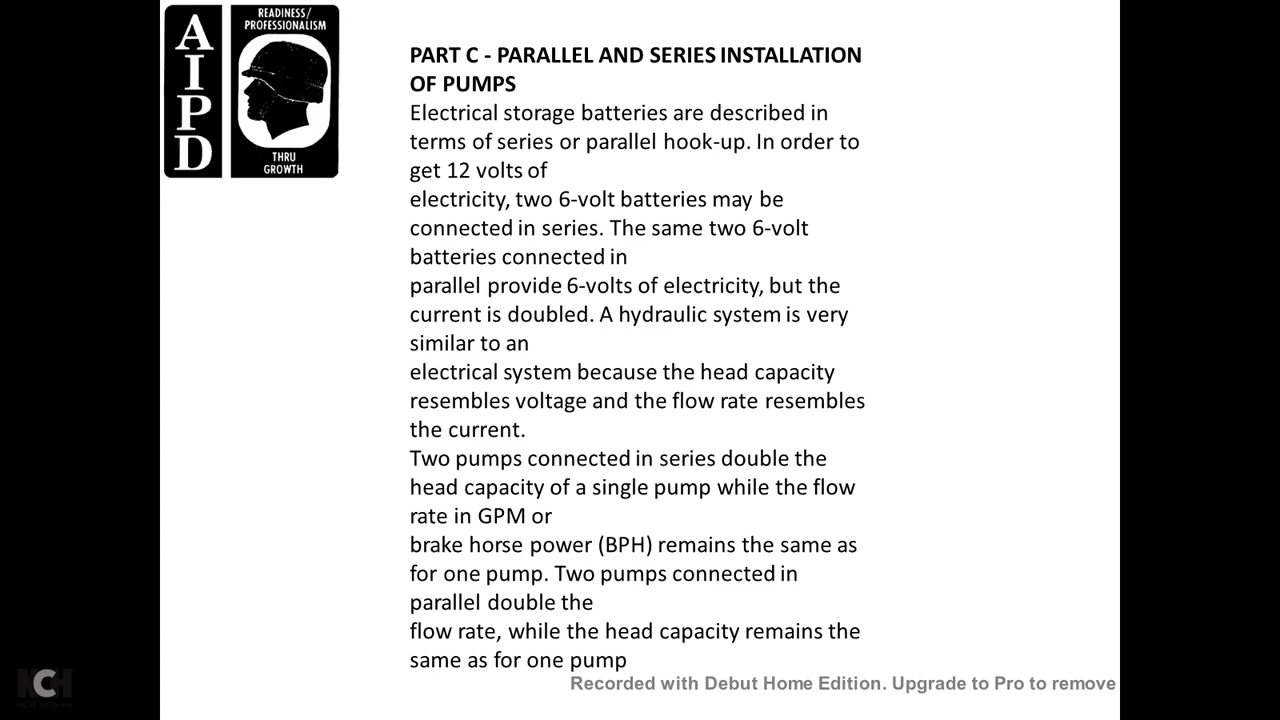 A
I
P
D
READINESS/
PROFESSIONALISM
THRU
GROWTH
PART C - PARALLEL AND SERIES INSTALLATION
OF PUMPS
Electrical storage batteries are described in
terms of series or parallel hook-up. In order to
get 12 volts of
electricity, two 6-volt batteries may be
connected in series. The same two 6-volt
batteries connected in
parallel provide 6-volts of electricity, but the
current is doubled. A hydraulic system is very
similar to an
electrical system because the head capacity
resembles voltage and the flow rate resembles
the current.
Two pumps connected in series double the
head capacity of a single pump while the flow
rate in GPM or
brake horse power (BPH) remains the same as
for one pump. Two pumps connected in
parallel double the
flow rate, while the head capacity remains the
same as for one pump
NCH
Recorded with Debut Home Edition. Upgrade to Pro to remove